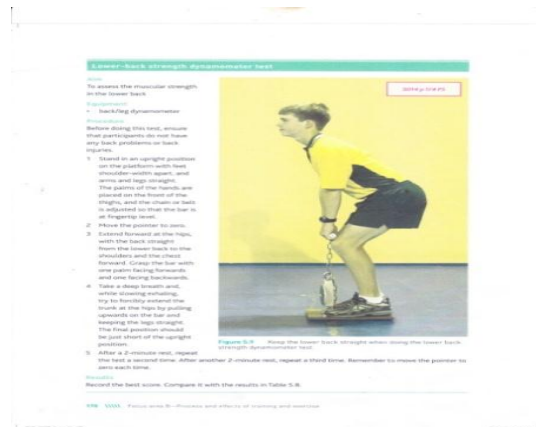 Lower-back strength dynamometer test
Aim
To assess the muscular strength
in the lower back
Equipment
• back/leg dynamometer
Procedure
Before doing this test, ensure
that participants do not have
any back problems or back
injuries.
1 Stand in an upright position
on the platform with feet
shoulder-width apart, and
arms and legs straight.
The palms of the hands are
placed on the front of the
thighs, and the chain or belt
is adjusted so that the bar is
at fingertip level.
2 Move the pointer to zero.
3 Extend forward at the hips,
with the back straight
from the lower back to the
shoulders and the chest
forward. Grasp the bar with
one palm facing forwards
and one facing backwards.
4 Take a deep breath and,
while slowing exhaling,
try to forcibly extend the
trunk at the hips by pulling
upwards on the bar and
keeping the legs straight.
The final position should
be just short of the upright
position.
5 After a 2-minute rest, repeat
the test a second time. After another 2-minute rest, repeat a third time. Remember to move the pointer to
zero each time.
Figure 5.9 Keep the lower back straight when doing the lower back
strength dynamometer test.
Results
Record the best score. Compare it with the results in Table 5.8.
Focus area B—Process and effects of training and exercise